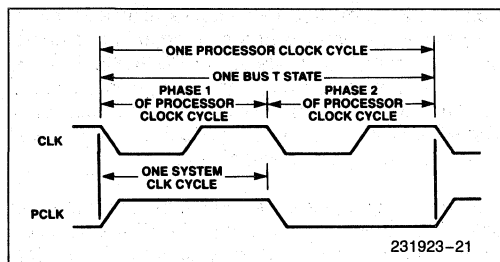 ONE PROCESSOR CLOCK CYCLE
ONE BUS T STATE
PHASE 1
OF PROCESSOR
CLOCK CYCLE
PHASE 2
OF PROCESSOR
CLOCK CYCLE
CLK
ONE SYSTEM
CLK CYCLE
PCLK
231923-21